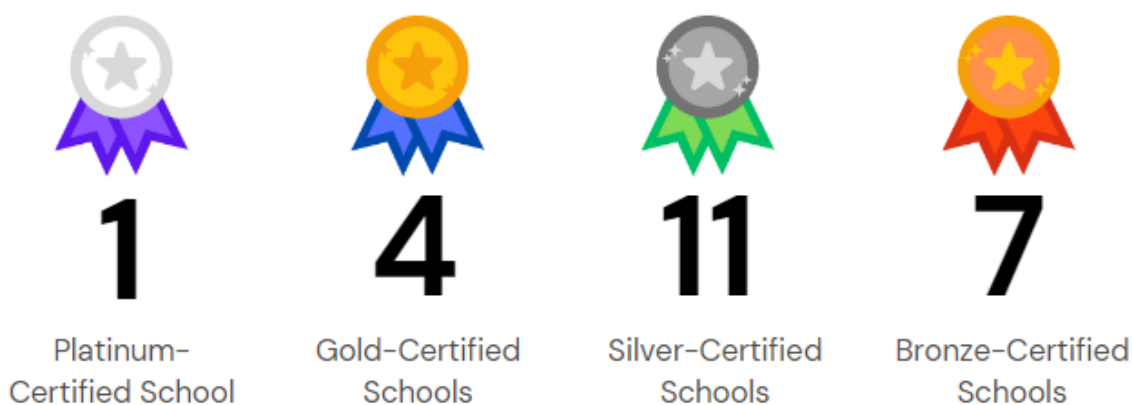 1
4
11
7
Platinum-
Certified School
Gold-Certified
Schools
Silver-Certified
Schools
Bronze-Certified
Schools